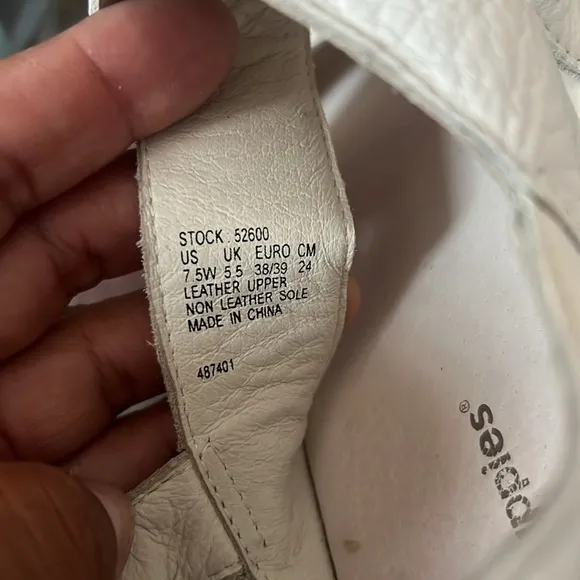 STOCK. 52600
US UK EURO CM
7.5W 5.5 38/39 24
LEATHER UPPER
NON LEATHER SOLE
MADE IN CHINA
487401
ppies®